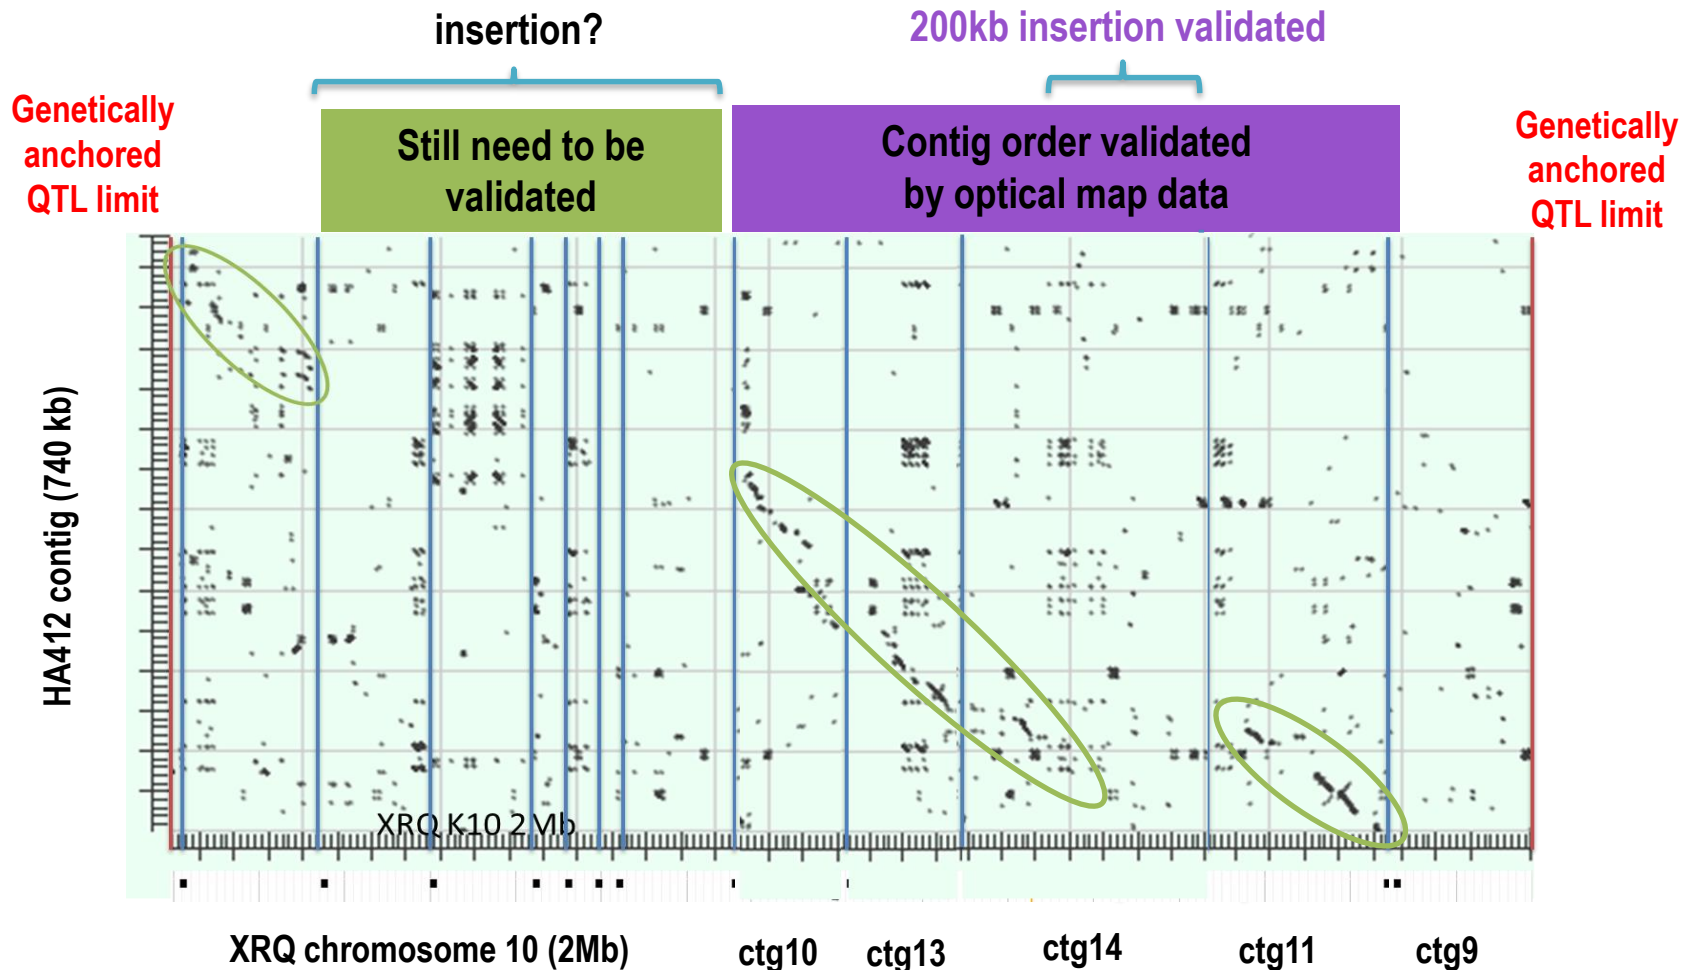 insertion?
200kb insertion validated
Genetically
anchored
QTL limit
Still need to be
validated
Contig order validated
by optical map data
Genetically
anchored
QTL limit
HA412 contig (740 kb)
XRQ K10 2 Mb
XRQ chromosome 10 (2Mb)
ctg10
ctg13
ctg14
ctg11
ctg9